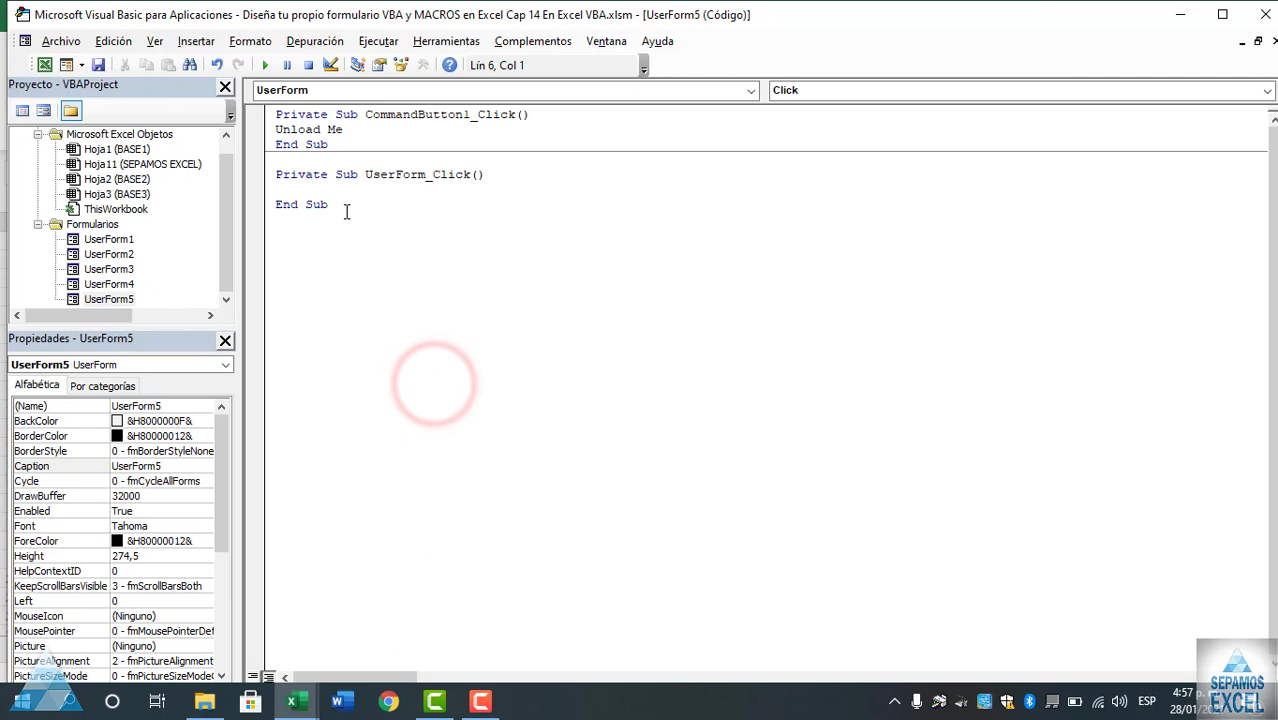 Microsoft Visual Basic para Aplicaciones - Diseña tu propio formulario VBA y MACROS en Excel Cap 14 En Excel VBA.xlsm - [UserForm5 (Código)]
Archivo Edición Ver Insertar Formato Depuración Ejecutar Herramientas Complementos Ventana Ayuda
Lín 6, Col 1
Proyecto - VBAProject
Microsoft Excel Objetos
Hoja1 (BASE1)
Hoja11 (SEPAMOS EXCEL)
Hoja2 (BASE2)
Hoja3 (BASE3)
ThisWorkbook
Formularios
UserForm1
UserForm2
UserForm3
UserForm4
UserForm5
UserForm
Click
Private Sub CommandButton1_Click()
Unload Me
End Sub
Private Sub UserForm_Click()
End Sub
Propiedades - UserForm5
UserForm5 UserForm
Alfabética Por categorías
(Name) UserForm5
BackColor &H8000000F&
BorderColor &H80000012&
BorderStyle 0 - fmBorderStyleNone
Caption UserForm5
Cycle 0 - fmCycleAllForms
DrawBuffer 32000
Enabled True
Font Tahoma
ForeColor &H80000012&
Height 274,5
HelpContextID 0
KeepScrollBarsVisible 3 - fmScrollBarsBoth
Left 0
MouseIcon (Ninguno)
MousePointer 0 - fmMousePointerDef
Picture (Ninguno)
PictureAlignment 2 - fmPictureAlignment
PictureSizeMode 0 - fmPictureSizeMode
ESP
4:57 p.
28/01/
SEPAMOS
EXCEL